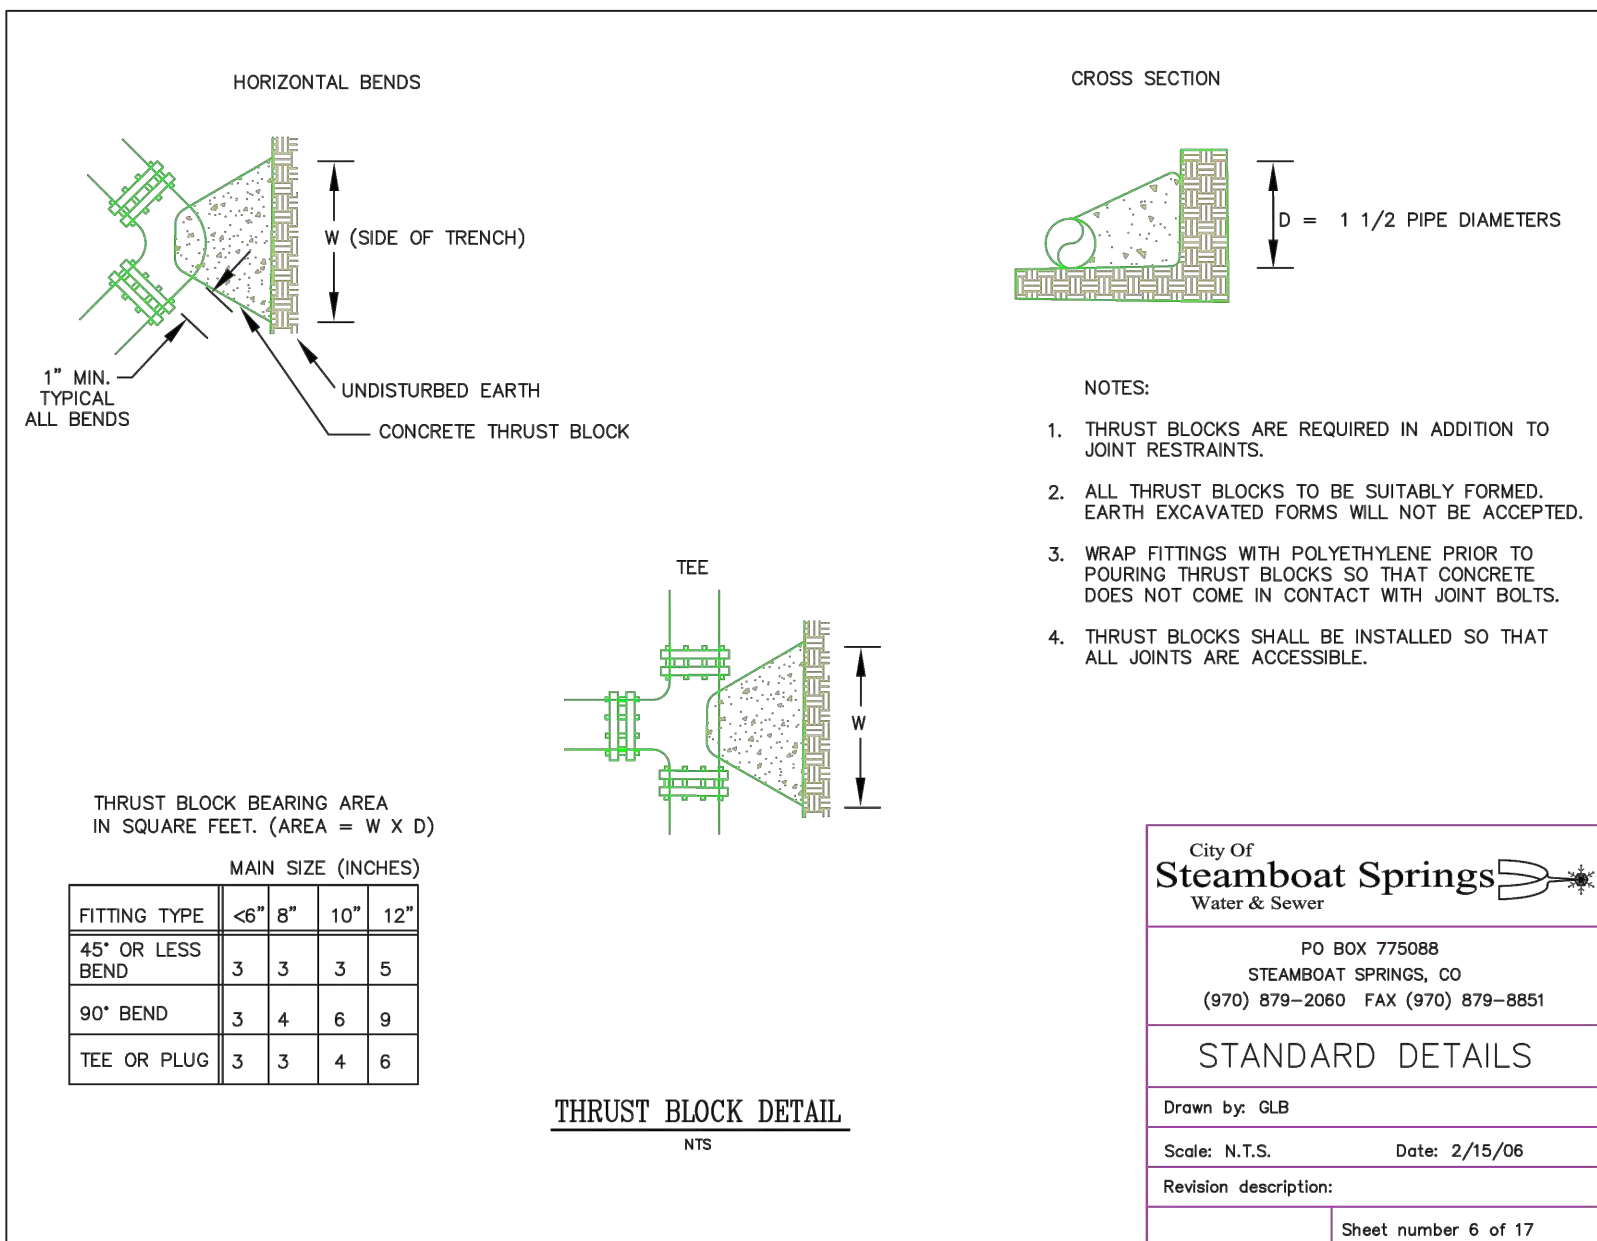 HORIZONTAL BENDS
W (SIDE OF TRENCH)
1" MIN.
TYPICAL
ALL BENDS
UNDISTURBED EARTH
CONCRETE THRUST BLOCK
CROSS SECTION
D = 1 1/2 PIPE DIAMETERS
NOTES:
1. THRUST BLOCKS ARE REQUIRED IN ADDITION TO
JOINT RESTRAINTS.
2. ALL THRUST BLOCKS TO BE SUITABLY FORMED.
EARTH EXCAVATED FORMS WILL NOT BE ACCEPTED.
3. WRAP FITTINGS WITH POLYETHYLENE PRIOR TO
POURING THRUST BLOCKS SO THAT CONCRETE
DOES NOT COME IN CONTACT WITH JOINT BOLTS.
4. THRUST BLOCKS SHALL BE INSTALLED SO THAT
ALL JOINTS ARE ACCESSIBLE.
TEE
W
THRUST BLOCK BEARING AREA
IN SQUARE FEET. (AREA = W X D)
MAIN SIZE (INCHES)
FITTING TYPE <6" 8" 10" 12"
45° OR LESS
BEND 3 3 3 5
90° BEND 3 4 6 9
TEE OR PLUG 3 3 4 6
THRUST BLOCK DETAIL
NTS
City Of
Steamboat Springs
Water & Sewer
PO BOX 775088
STEAMBOAT SPRINGS, CO
(970) 879-2060 FAX (970) 879-8851
STANDARD DETAILS
Drawn by: GLB
Scale: N.T.S. Date: 2/15/06
Revision description:
Sheet number 6 of 17